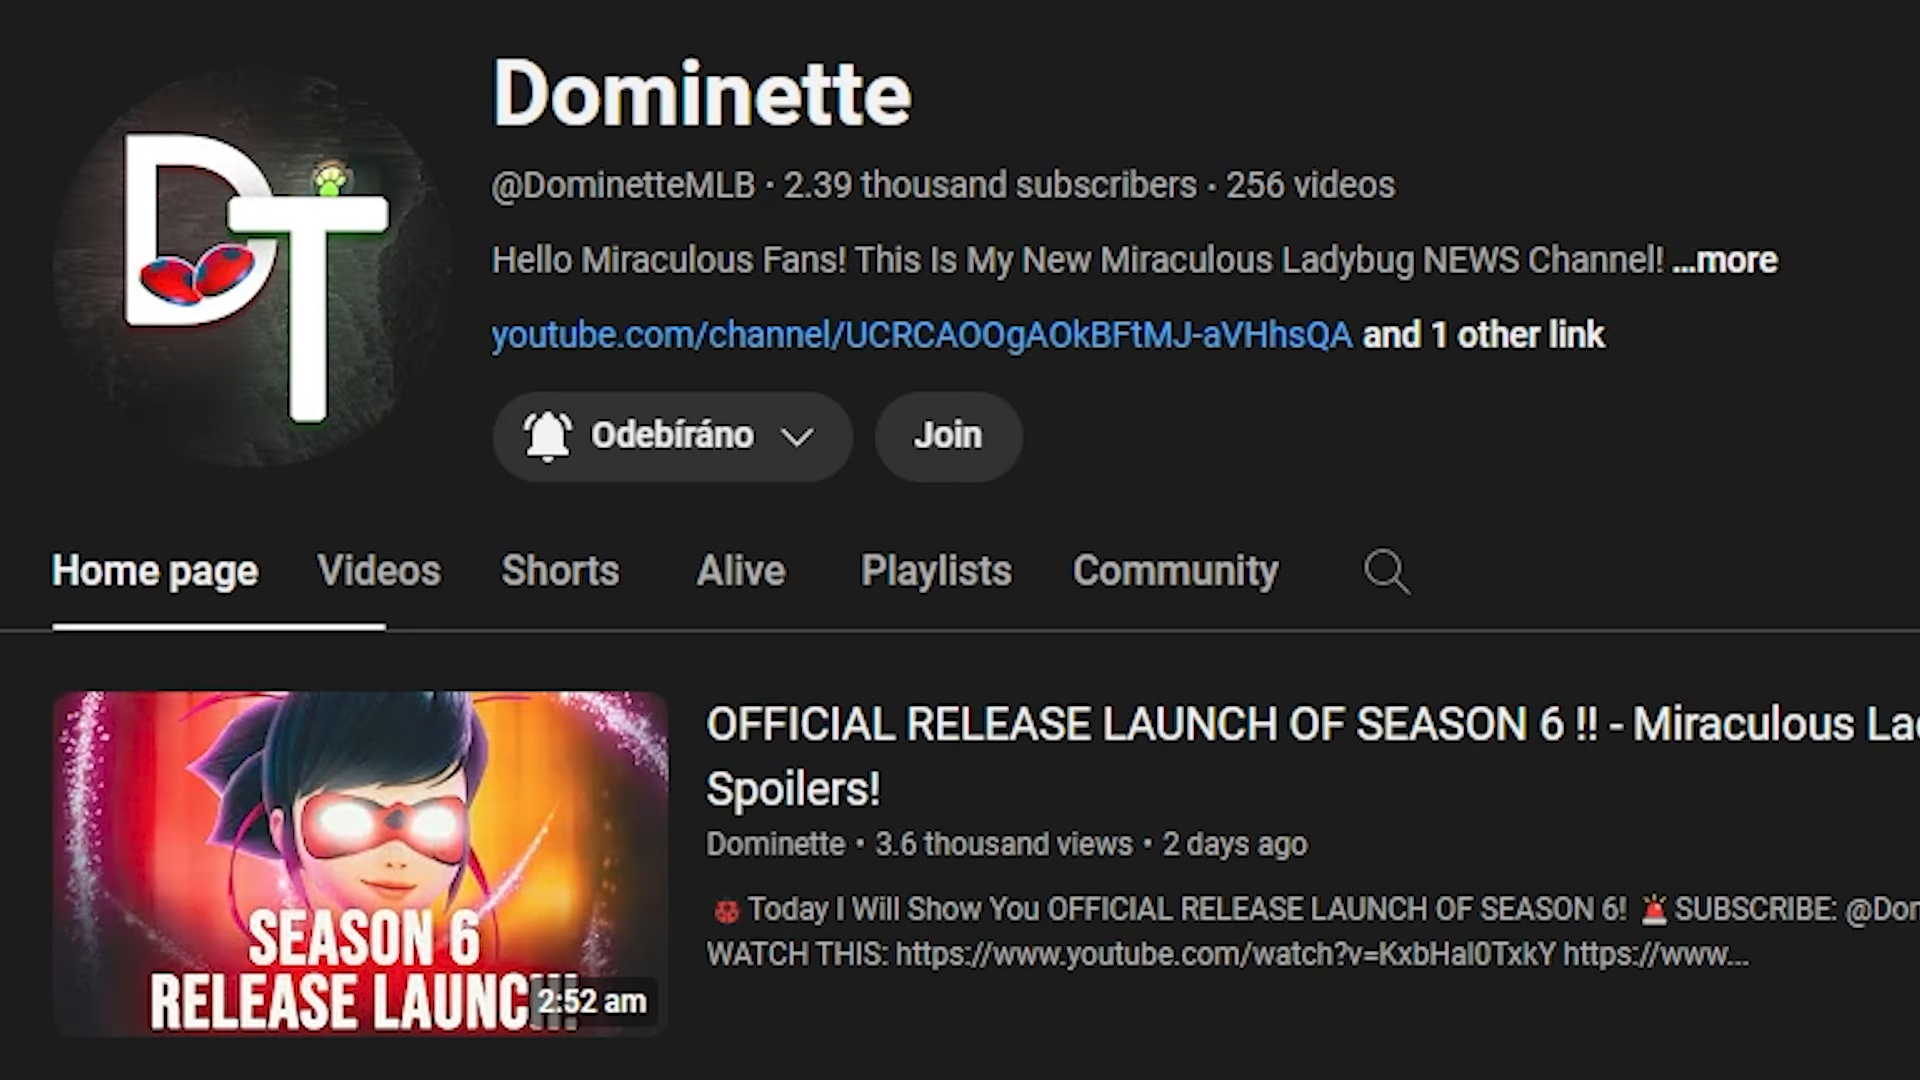 DT
Dominette
@DominetteMLB · 2.39 thousand subscribers · 256 videos
Hello Miraculous Fans! This Is My New Miraculous Ladybug NEWS Channel! ...more
youtube.com/channel/UCRCAOOgAOkBFtMJ-aVHhsQA and 1 other link
Odebíráno
Join
Home page Videos Shorts Alive Playlists Community
SEASON 6
RELEASE LAUNC
2:52 am
OFFICIAL RELEASE LAUNCH OF SEASON 6 !! - Miraculous
Spoilers!
Dominette · 3.6 thousand views · 2 days ago
Today I Will Show You OFFICIAL RELEASE LAUNCH OF SEASON 6! SUBSCRIBE:
WATCH THIS: https://www.youtube.com/watch?v=KxbHal0TxkY https://www...